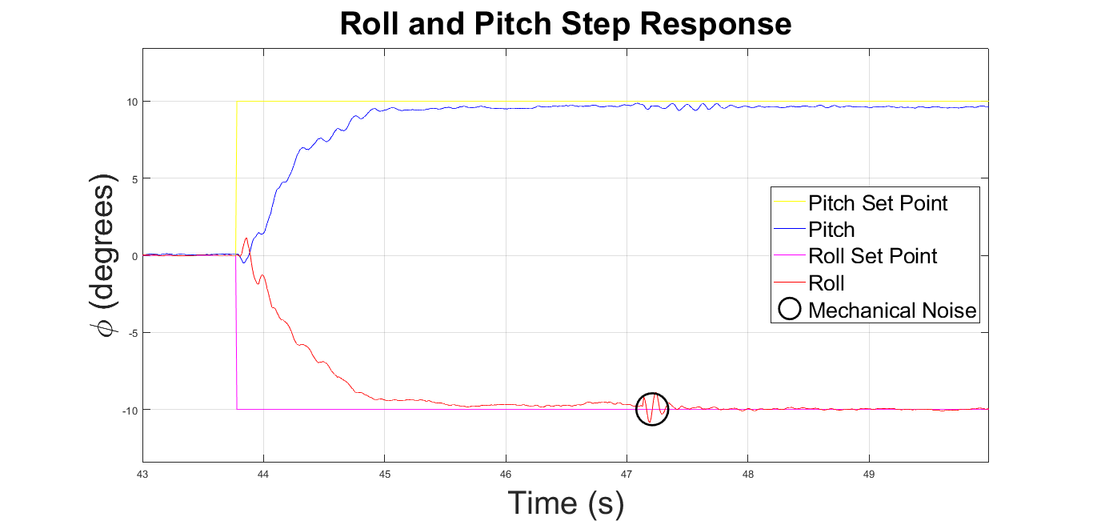 Roll and Pitch Step Response
ϕ (degrees)
10
5
0
-5
-10
43
44
45
46
47
48
49
Time (s)
Pitch Set Point
Pitch
Roll Set Point
Roll
Mechanical Noise